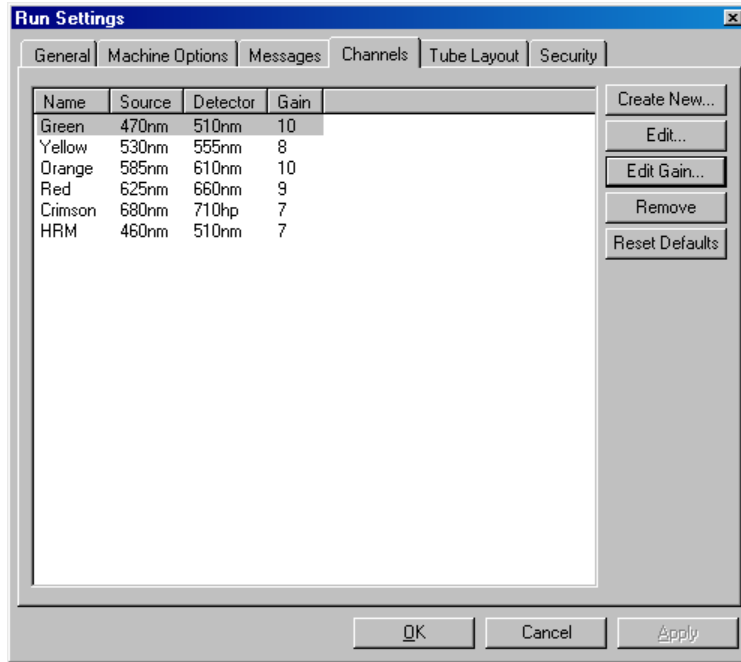 Run Settings
General Machine Options Messages Channels Tube Layout Security
Name Source Detector Gain
Green 470nm 510nm 10
Yellow 530nm 555nm 8
Orange 585nm 610nm 10
Red 625nm 660nm 9
Crimson 680nm 710hp 7
HRM 460nm 510nm 7
Create New...
Edit...
Edit Gain...
Remove
Reset Defaults
OK Cancel Apply